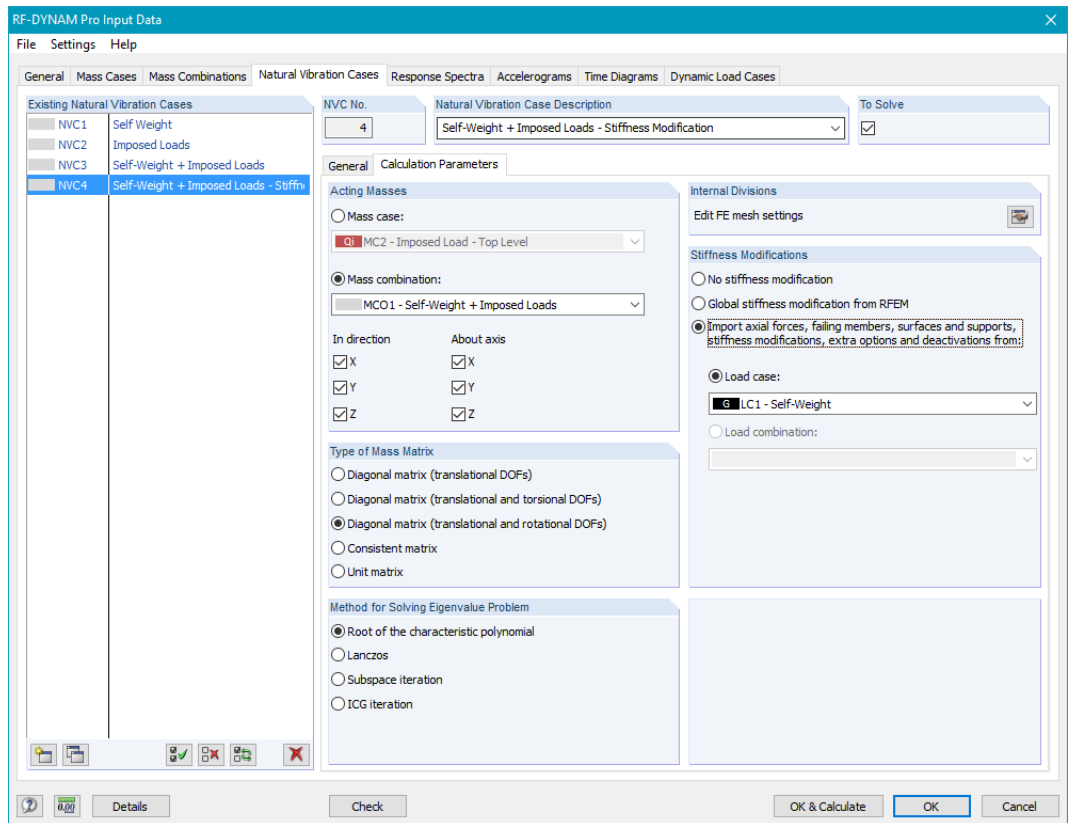 RF-DYNAM Pro Input Data
File Settings Help
General Mass Cases Mass Combinations Natural Vibration Cases Response Spectra Accelerograms Time Diagrams Dynamic Load Cases
Existing Natural Vibration Cases
NVC1 Self Weight
NVC2 Imposed Loads
NVC3 Self-Weight + Imposed Loads
NVC4 Self-Weight + Imposed Loads - Stiffn
NVC No.
4
Natural Vibration Case Description
Self-Weight + Imposed Loads - Stiffness Modification
To Solve
General Calculation Parameters
Acting Masses
Mass case:
Qi MC2 - Imposed Load - Top Level
Mass combination:
MCO1 - Self-Weight + Imposed Loads
In direction About axis
X X
Y Y
Z Z
Type of Mass Matrix
Diagonal matrix (translational DOFs)
Diagonal matrix (translational and torsional DOFs)
Diagonal matrix (translational and rotational DOFs)
Consistent matrix
Unit matrix
Method for Solving Eigenvalue Problem
Root of the characteristic polynomial
Lanczos
Subspace iteration
ICG iteration
Internal Divisions
Edit FE mesh settings
Stiffness Modifications
No stiffness modification
Global stiffness modification from RFEM
Import axial forces, failing members, surfaces and supports,
stiffness modifications, extra options and deactivations from:
Load case:
G LC1 - Self-Weight
Load combination:
0.00 Details Check OK & Calculate OK Cancel